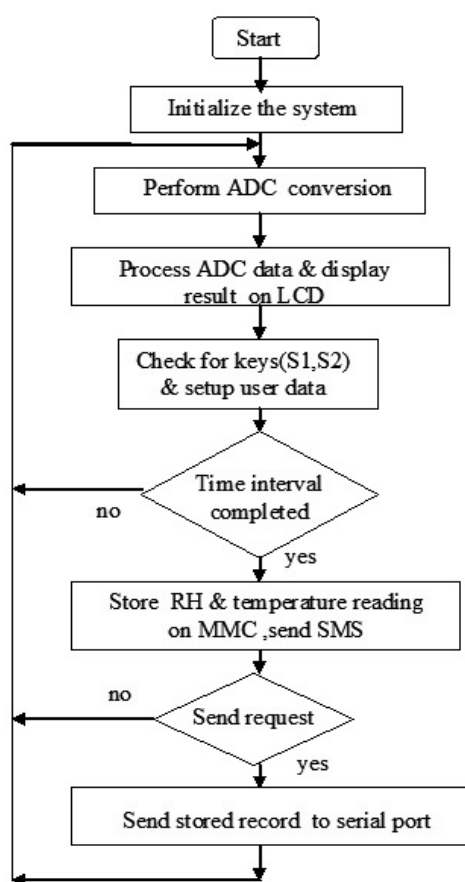 Start
Initialize the system
Perform ADC conversion
Process ADC data & display
result on LCD
Check for keys(S1,S2)
& setup user data
Time interval
completed
no
yes
Store RH & temperature reading
on MMC ,send SMS
no
Send request
yes
Send stored record to serial port